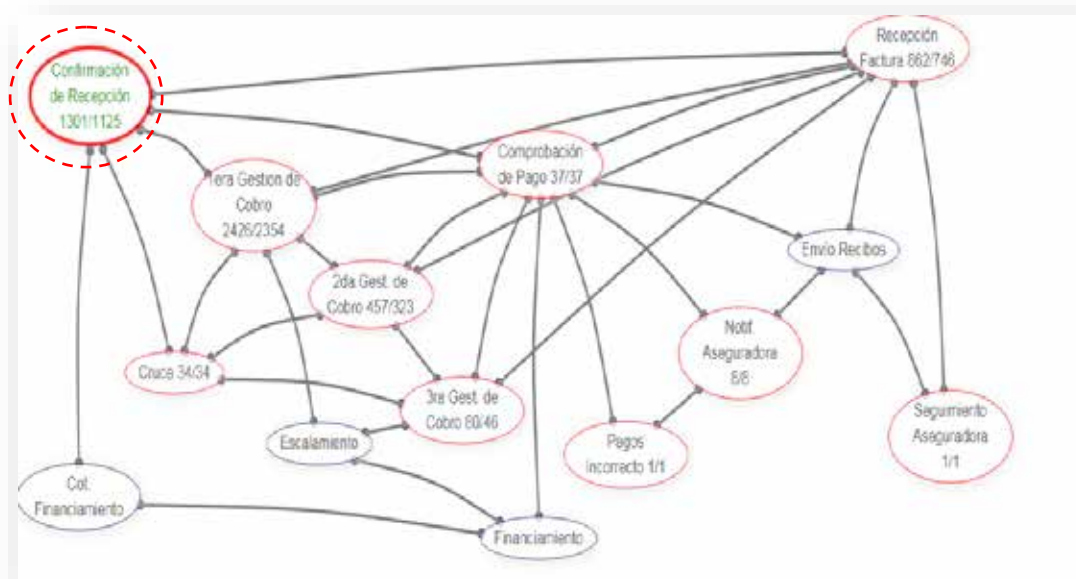 Confirmación
de Recepción
1301/1125
Recepción
Factura 862/746
Comprobación
de Pago 37/37
1era Gestion de
Cobro
2426/2354
Envío Recibos
2da Gest. de
Cobro 457/323
Notif.
Aseguradora
8/8
Cruce 34/34
3ra Gest. de
Cobro 80/46
Escalamiento
Pagos
Incorrecto 1/1
Seguimiento
Aseguradora
1/1
Cot.
Financiamiento
Financiamiento